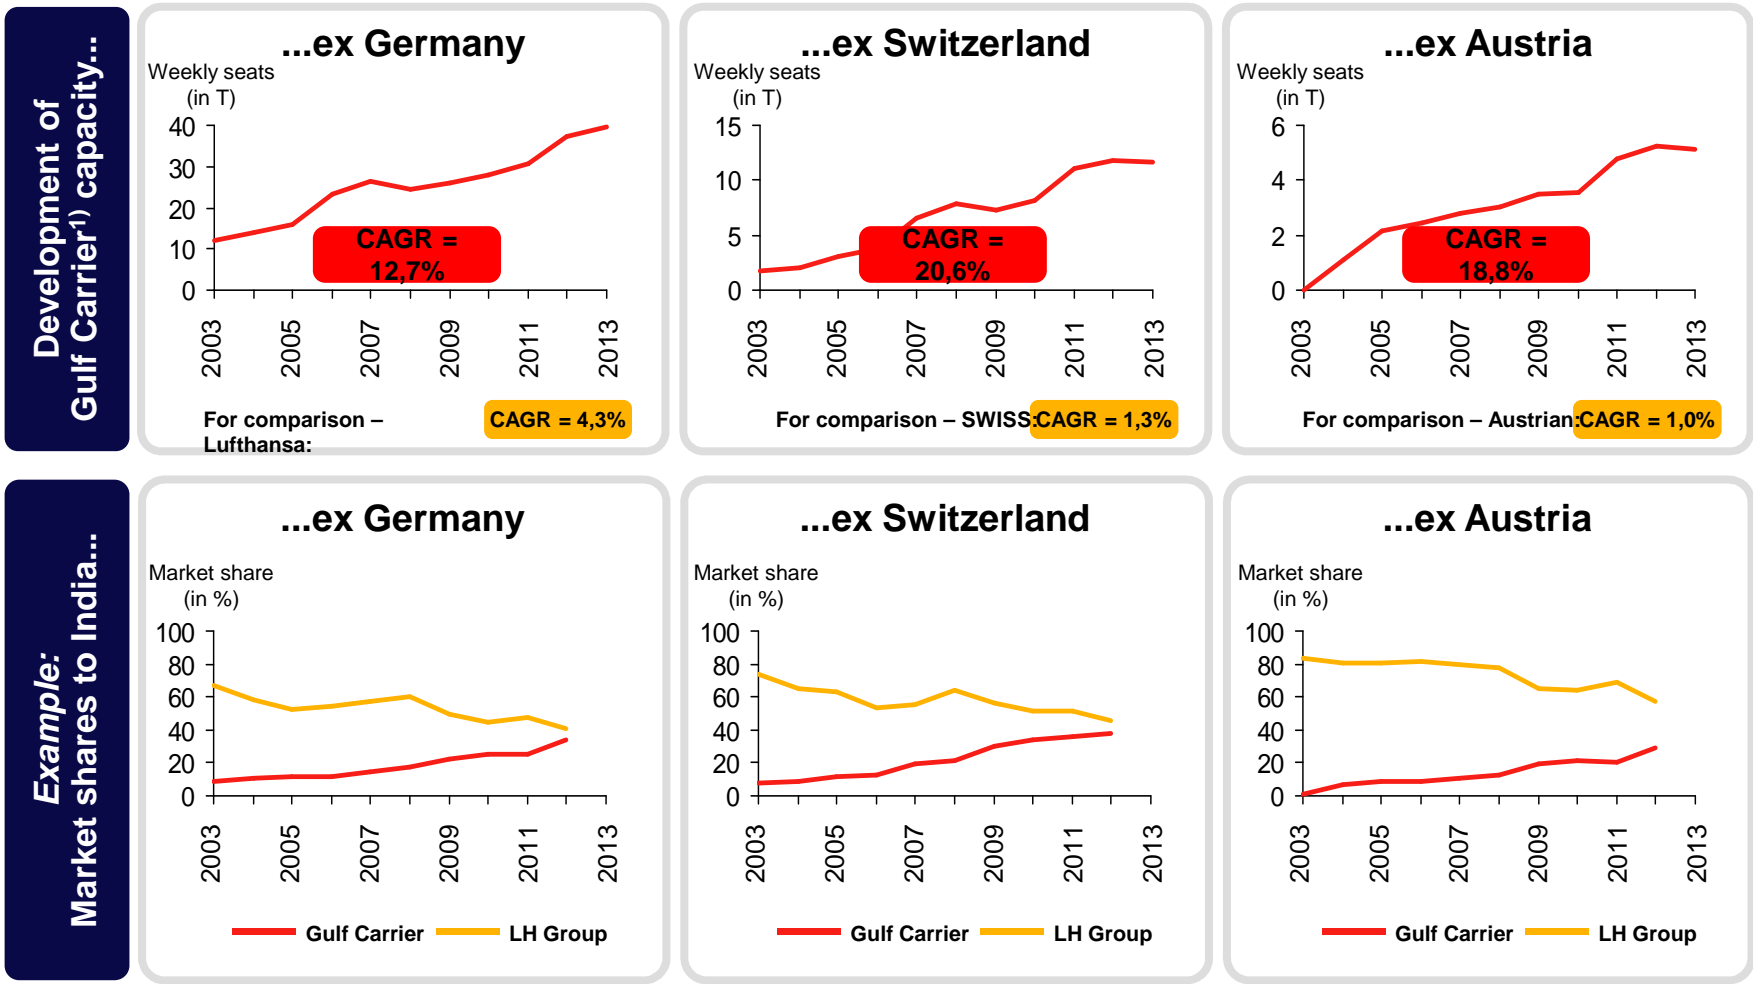 Development of
Gulf Carrier1) capacity...
...ex Germany
Weekly seats
(in T)
40
30
20
10
0
CAGR =
12,7%
2003
2005
2007
2009
2011
2013
For comparison –
Lufthansa:
CAGR = 4,3%
...ex Switzerland
Weekly seats
(in T)
15
10
5
0
CAGR =
20,6%
2003
2005
2007
2009
2011
2013
For comparison – SWISS:
CAGR = 1,3%
...ex Austria
Weekly seats
(in T)
6
4
2
0
CAGR =
18,8%
2003
2005
2007
2009
2011
2013
For comparison – Austrian:
CAGR = 1,0%
Example:
Market shares to India...
...ex Germany
Market share
(in %)
100
80
60
40
20
0
2003
2005
2007
2009
2011
2013
Gulf Carrier
LH Group
...ex Switzerland
Market share
(in %)
100
80
60
40
20
0
2003
2005
2007
2009
2011
2013
Gulf Carrier
LH Group
...ex Austria
Market share
(in %)
100
80
60
40
20
0
2003
2005
2007
2009
2011
2013
Gulf Carrier
LH Group